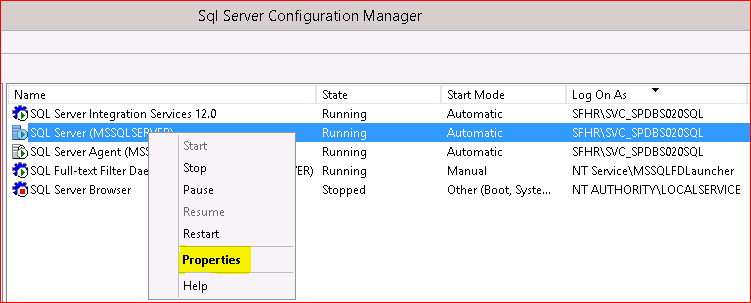 Sql Server Configuration Manager
Name State Start Mode Log On As
SQL Server Integration Services 12.0 Running Automatic SFHR\SVC_SPDBS020SQL
SQL Server (MSSQLSERVER) Running Automatic SFHR\SVC_SPDBS020SQL
SQL Server Agent (MSS Running Automatic SFHR\SVC_SPDBS020SQL
SQL Full-text Filter Dae VER) Running Manual NT Service\MSSQLFDLauncher
SQL Server Browser Stopped Other (Boot, Syste... NT AUTHORITY\LOCALSERVICE
Start
Stop
Pause
Resume
Restart
Properties
Help